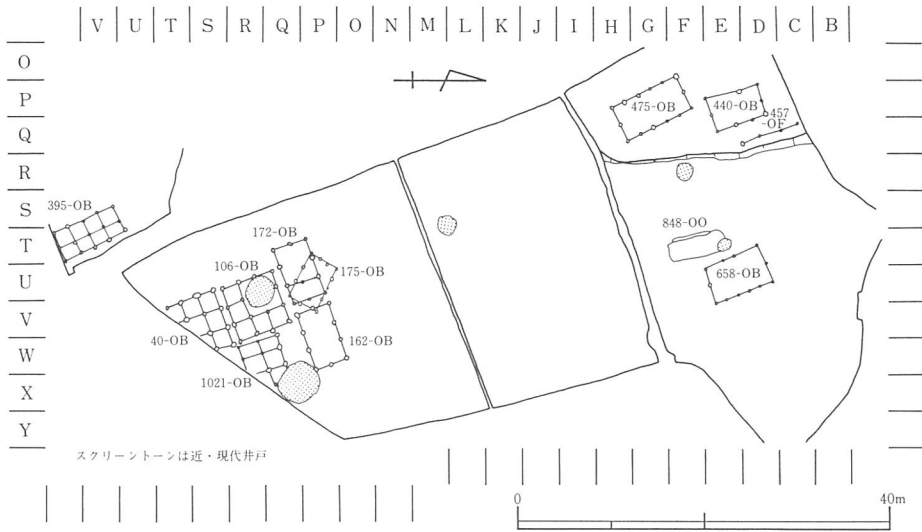 V U T S R Q P O N M L K J I H G F E D C B
O
P
Q
R
S
T
U
V
W
X
Y
475-OB
440-OB
457
-OF
395-OB
172-OB
848-OO
106-OB
175-OB
658-OB
40-OB
162-OB
1021-OB
スクリーントーンは近・現代井戸
0 40m